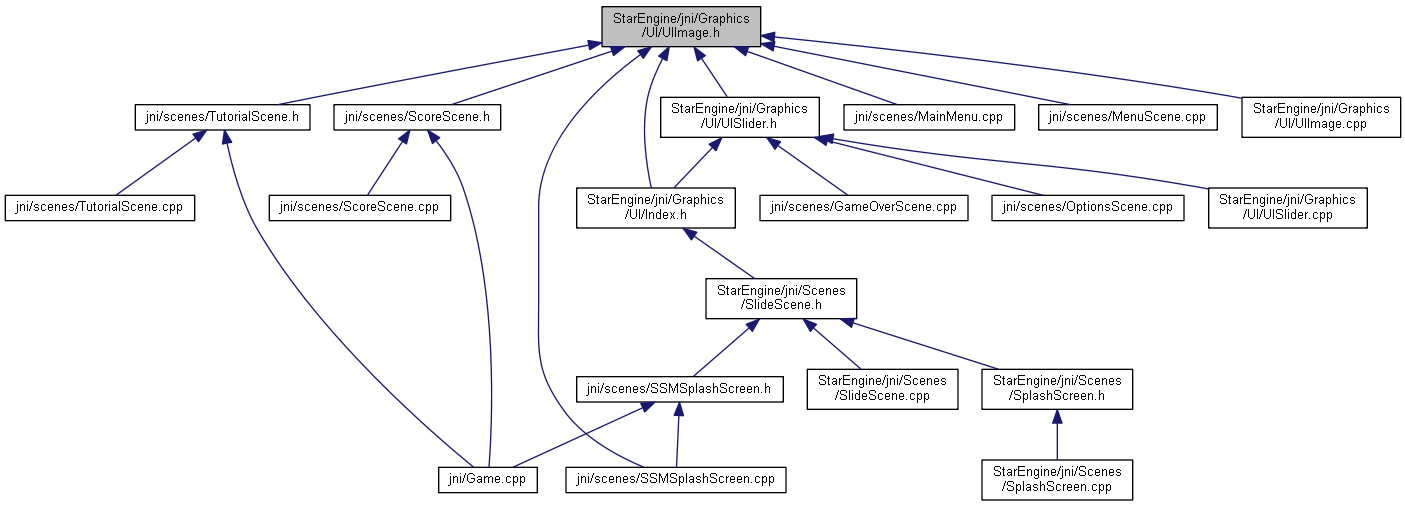 StarEngine/jni/Graphics
/UI/UIImage.h
jni/scenes/TutorialScene.h
jni/scenes/ScoreScene.h
StarEngine/jni/Graphics
/UI/UISlider.h
jni/scenes/MainMenu.cpp
jni/scenes/MenuScene.cpp
StarEngine/jni/Graphics
/UI/UIImage.cpp
jni/scenes/TutorialScene.cpp
jni/scenes/ScoreScene.cpp
StarEngine/jni/Graphics
/UI/Index.h
jni/scenes/GameOverScene.cpp
jni/scenes/OptionsScene.cpp
StarEngine/jni/Graphics
/UI/UISlider.cpp
StarEngine/jni/Scenes
/SlideScene.h
jni/scenes/SSMSplashScreen.h
StarEngine/jni/Scenes
/SlideScene.cpp
StarEngine/jni/Scenes
/SplashScreen.h
jni/Game.cpp
jni/scenes/SSMSplashScreen.cpp
StarEngine/jni/Scenes
/SplashScreen.cpp